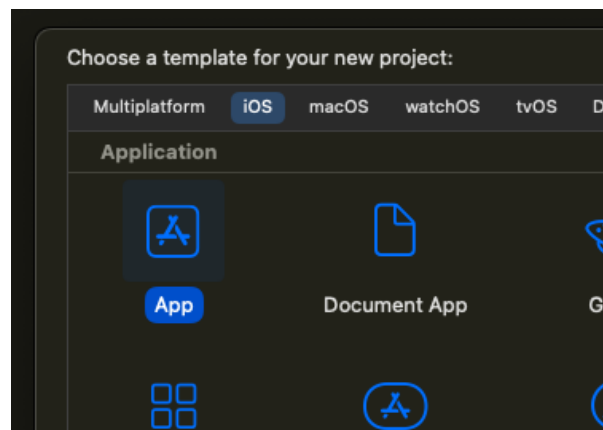 Choose a template for your new project:
Multiplatform iOS macOS watchOS tvOS
Application
App Document App